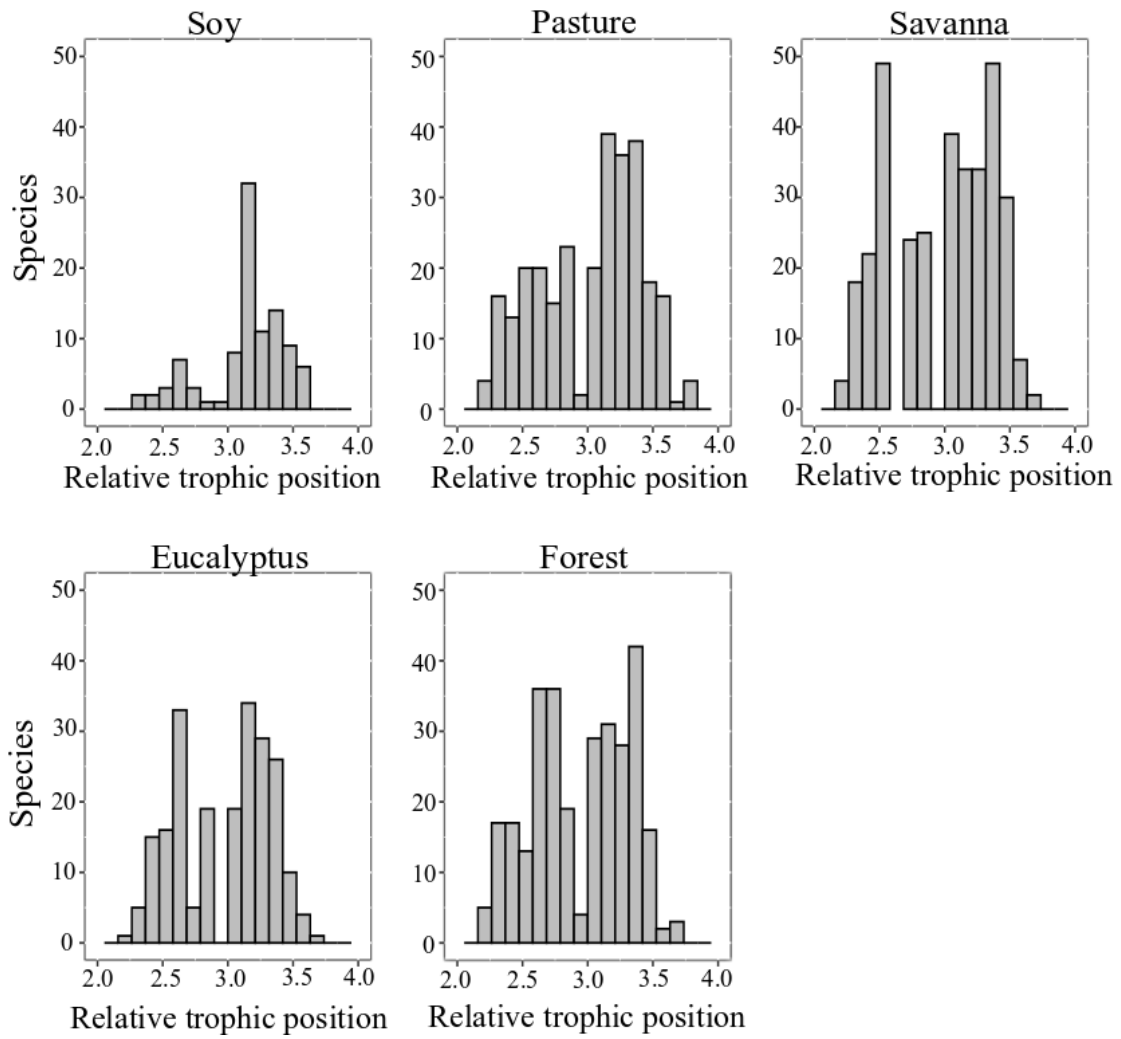 Soy Pasture Savanna
50 50 50
40 40 40
30 30 30
20 20 20
10 10 10
0 0 0
Species
2.0 2.5 3.0 3.5 4.0 2.0 2.5 3.0 3.5 4.0 2.0 2.5 3.0 3.5 4.0
Relative trophic position Relative trophic position Relative trophic position
Eucalyptus Forest
50 50
40 40
30 30
20 20
10 10
0 0
Species
2.0 2.5 3.0 3.5 4.0 2.0 2.5 3.0 3.5 4.0
Relative trophic position Relative trophic position